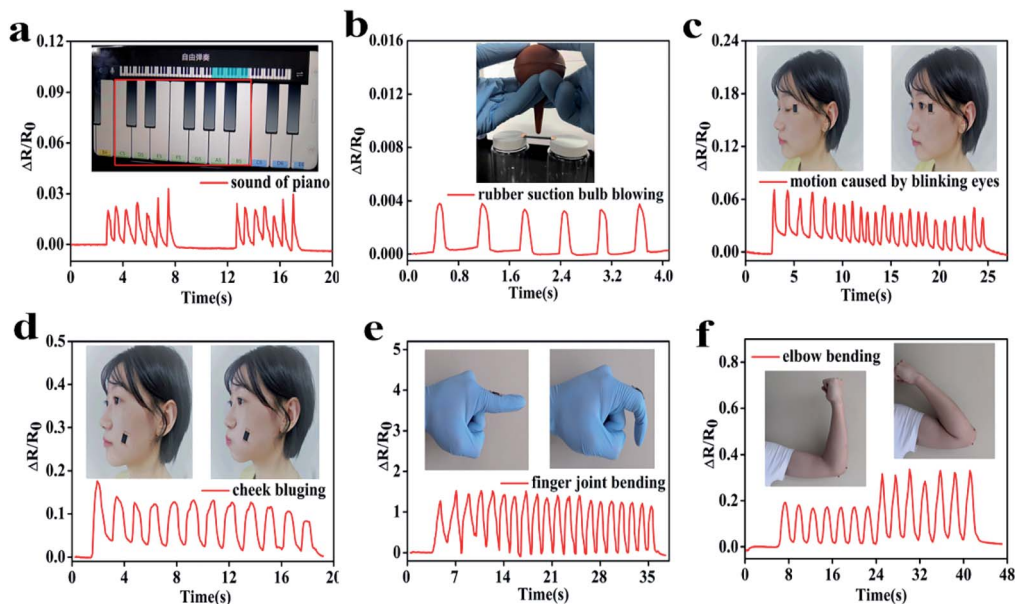 a
0.12
0.09
0.06
0.03
0.00
ΔR/R0
自由弹奏
sound of piano
0 4 8 12 16 20
Time(s)
b
0.016
0.012
0.008
0.004
0.000
ΔR/R0
rubber suction bulb blowing
0.0 0.8 1.6 2.4 3.2 4.0
Time(s)
c
0.24
0.18
0.12
0.06
0.00
ΔR/R0
motion caused by blinking eyes
0 5 10 15 20 25
Time(s)
d
0.5
0.4
0.3
0.2
0.1
0.0
ΔR/R0
cheek bluging
0 4 8 12 16 20
Time(s)
e
5
4
3
2
1
0
ΔR/R0
finger joint bending
0 7 14 21 28 35
Time(s)
f
0.8
0.6
0.4
0.2
0.0
ΔR/R0
elbow bending
0 8 16 24 32 40 48
Time(s)